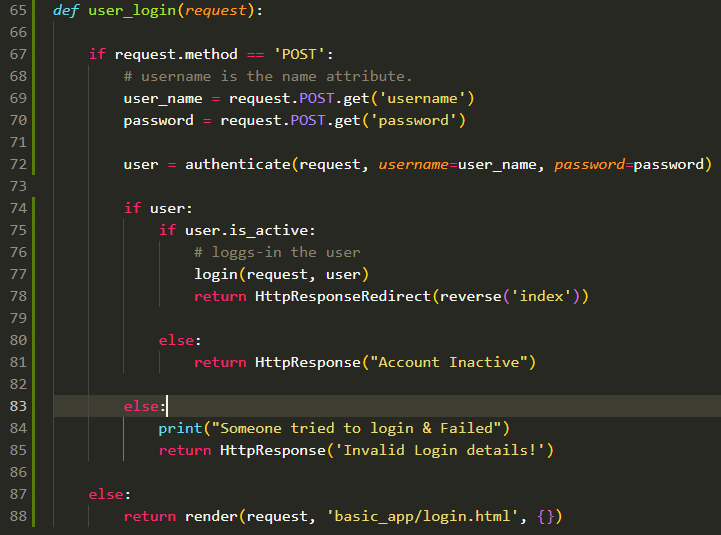 65 def user_login(request):
66
67     if request.method == 'POST':
68         # username is the name attribute.
69         user_name = request.POST.get('username')
70         password = request.POST.get('password')
71
72         user = authenticate(request, username=user_name, password=password)
73
74         if user:
75             if user.is_active:
76                 # loggs-in the user
77                 login(request, user)
78                 return HttpResponseRedirect(reverse('index'))
79
80             else:
81                 return HttpResponse("Account Inactive")
82
83         else:
84             print("Someone tried to login & Failed")
85             return HttpResponse('Invalid Login details!')
86
87     else:
88         return render(request, 'basic_app/login.html', {})